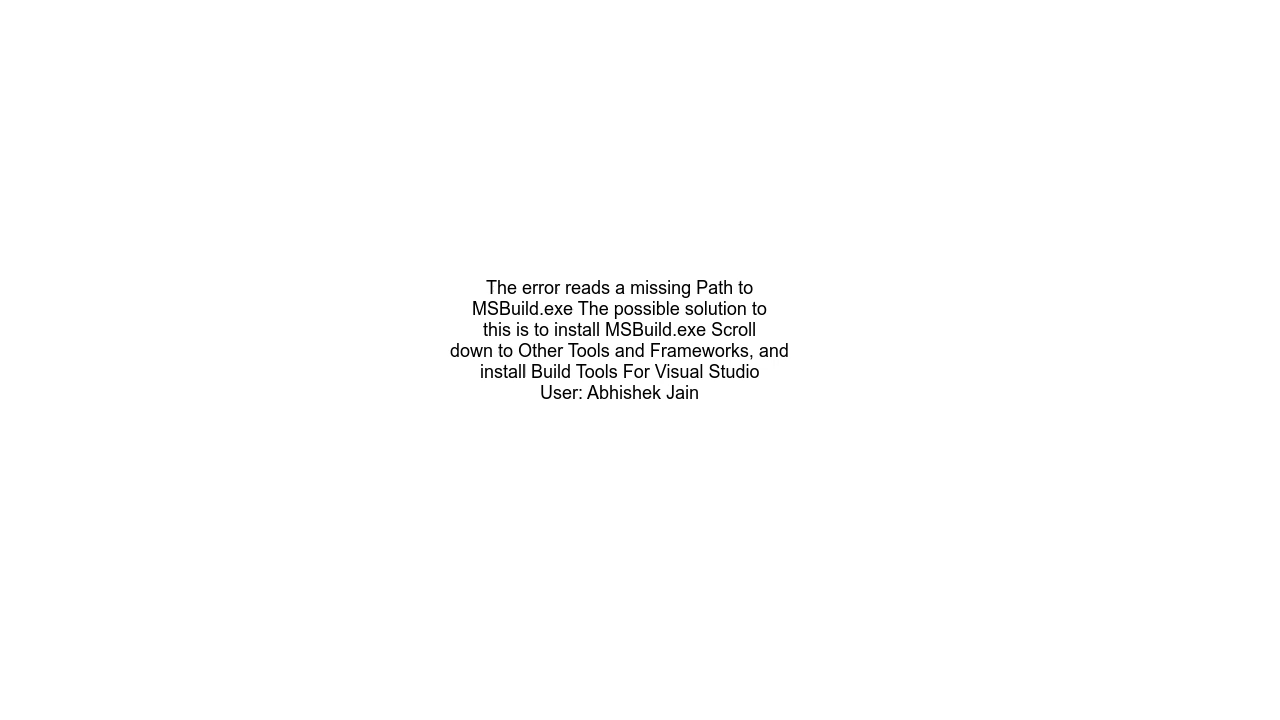 The error reads a missing Path to
MSBuild.exe The possible solution to
this is to install MSBuild.exe Scroll
down to Other Tools and Frameworks, and
install Build Tools For Visual Studio
User: Abhishek Jain